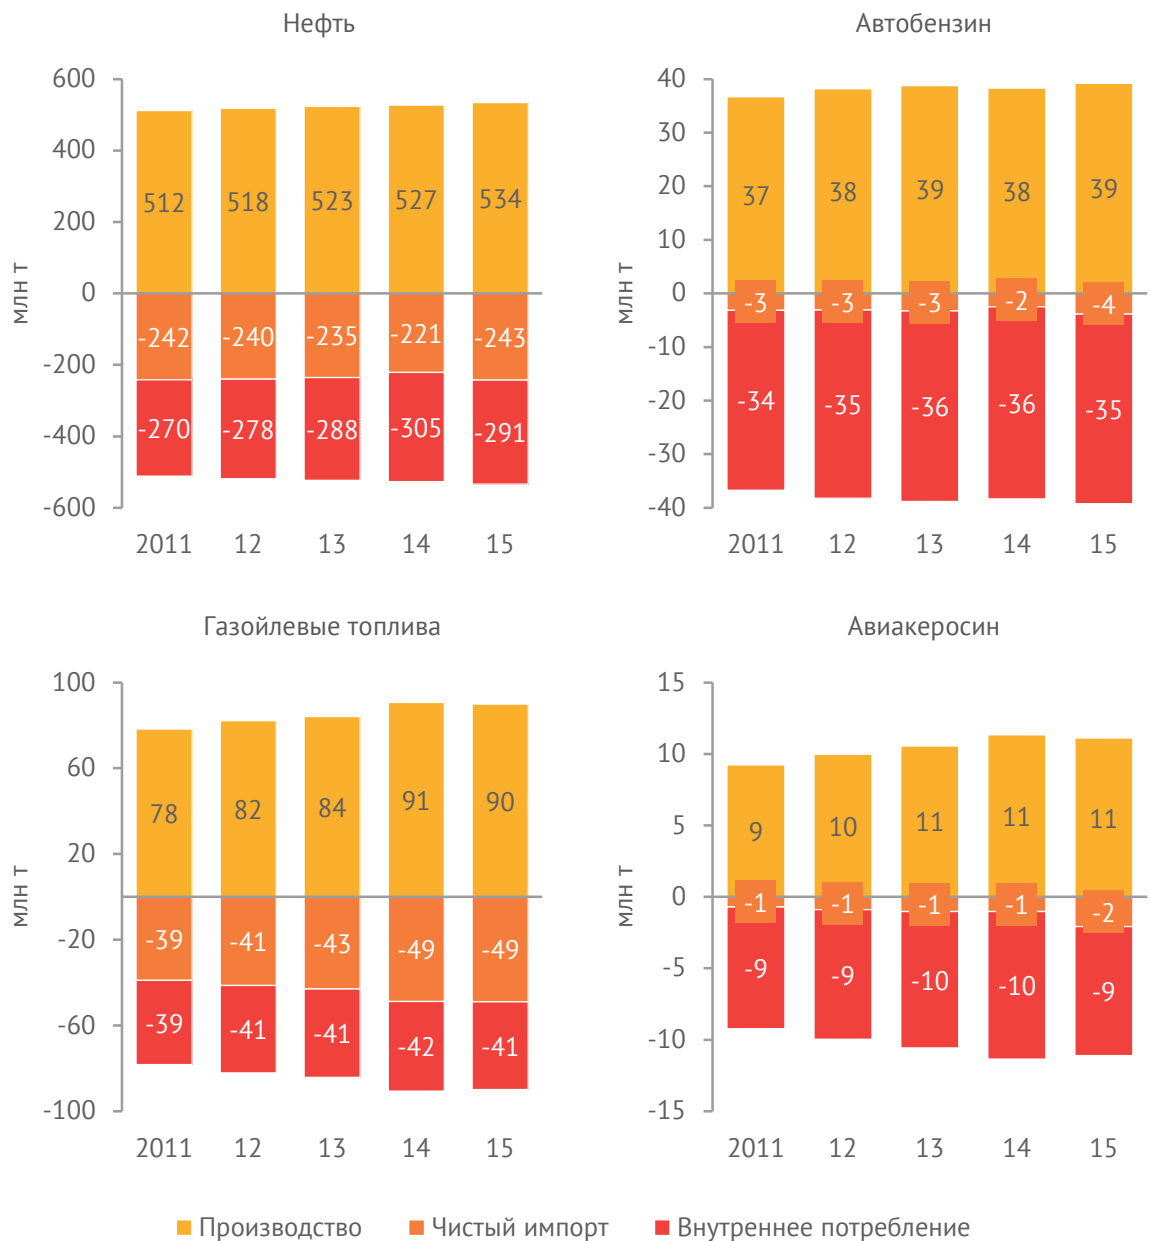 Нефть
600
400
200
0
-200
-400
-600
млн т
512 518 523 527 534
-242 -240 -235 -221 -243
-270 -278 -288 -305 -291
2011 12 13 14 15
Автобензин
40
30
20
10
0
-10
-20
-30
-40
млн т
37 38 39 38 39
-3 -3 -3 -2 -4
-34 -35 -36 -36 -35
2011 12 13 14 15
Газойлевые топлива
100
60
20
-20
-60
-100
млн т
78 82 84 91 90
-39 -41 -43 -49 -49
-39 -41 -41 -42 -41
2011 12 13 14 15
Авиакеросин
15
10
5
0
-5
-10
-15
млн т
9 10 11 11 11
-1 -1 -1 -1 -2
-9 -9 -10 -10 -9
2011 12 13 14 15
Производство Чистый импорт Внутреннее потребление